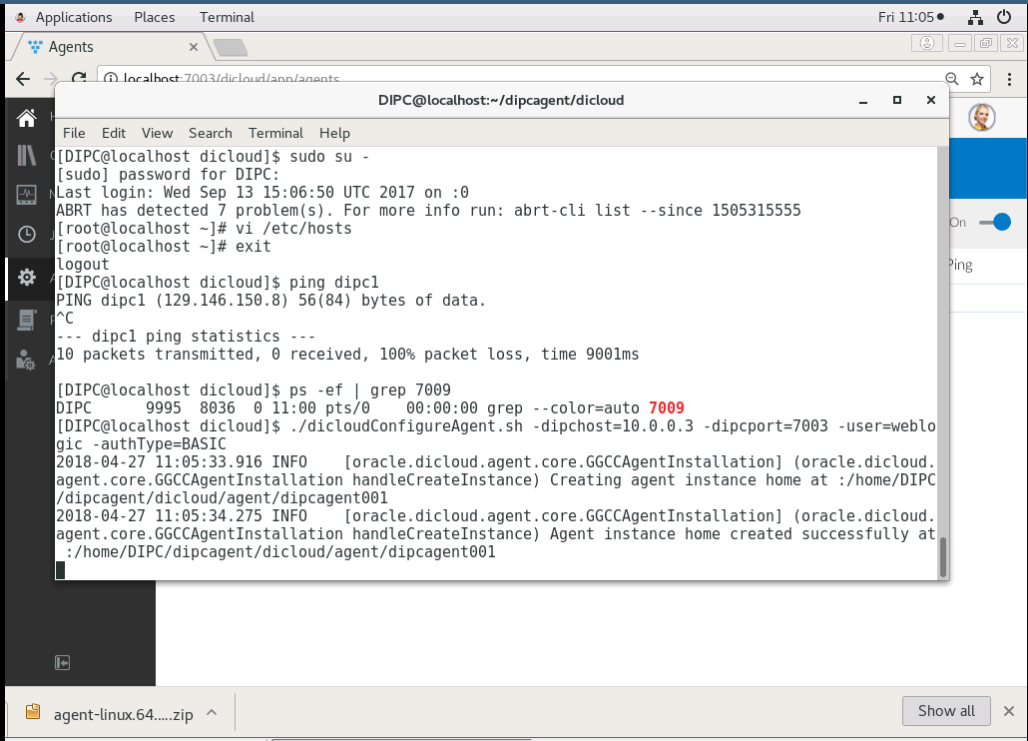 Applications Places Terminal Fri 11:05
Agents
localhost:7003/dicloud/app/agents
DIPC@localhost:~/dipcagent/dicloud
File Edit View Search Terminal Help
[DIPC@localhost dicloud]$ sudo su -
[sudo] password for DIPC:
Last login: Wed Sep 13 15:06:50 UTC 2017 on :0
ABRT has detected 7 problem(s). For more info run: abrt-cli list --since 1505315555
[root@localhost ~]# vi /etc/hosts
[root@localhost ~]# exit
logout
[DIPC@localhost dicloud]$ ping dipc1
PING dipc1 (129.146.150.8) 56(84) bytes of data.
^C
--- dipc1 ping statistics ---
10 packets transmitted, 0 received, 100% packet loss, time 9001ms
[DIPC@localhost dicloud]$ ps -ef | grep 7009
DIPC      9995  8036  0 11:00 pts/0    00:00:00 grep --color=auto 7009
[DIPC@localhost dicloud]$ ./dicloudConfigureAgent.sh -dipchost=10.0.0.3 -dipcport=7003 -user=weblo
gic -authType=BASIC
2018-04-27 11:05:33.916 INFO    [oracle.dicloud.agent.core.GGCCAgentInstallation] (oracle.dicloud.
agent.core.GGCCAgentInstallation handleCreateInstance) Creating agent instance home at :/home/DIPC
/dipcagent/dicloud/agent/dipcagent001
2018-04-27 11:05:34.275 INFO    [oracle.dicloud.agent.core.GGCCAgentInstallation] (oracle.dicloud.
agent.core.GGCCAgentInstallation handleCreateInstance) Agent instance home created successfully at
:/home/DIPC/dipcagent/dicloud/agent/dipcagent001
On
Ping
agent-linux.64.....zip
Show all